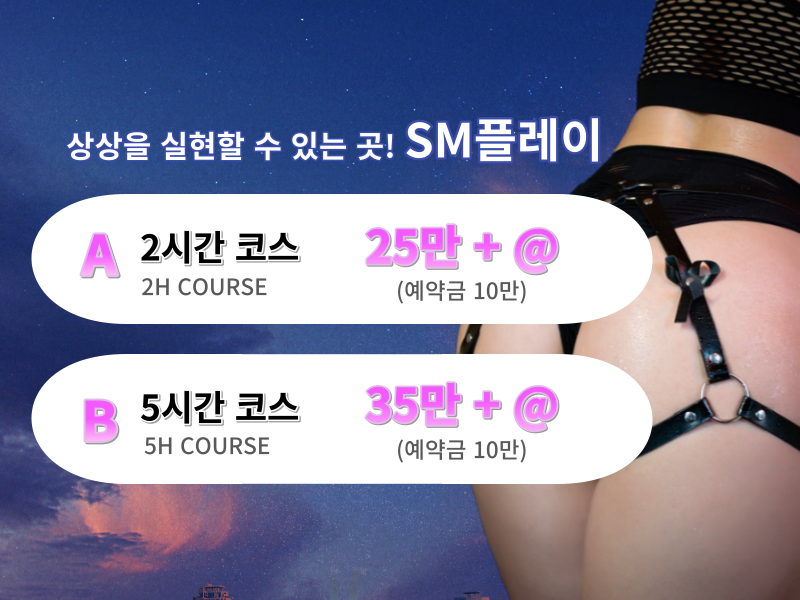 상상을 실현할 수 있는 곳! SM플레이
A 2시간 코스 25만 + @
2H COURSE (예약금 10만)
B 5시간 코스 35만 + @
5H COURSE (예약금 10만)